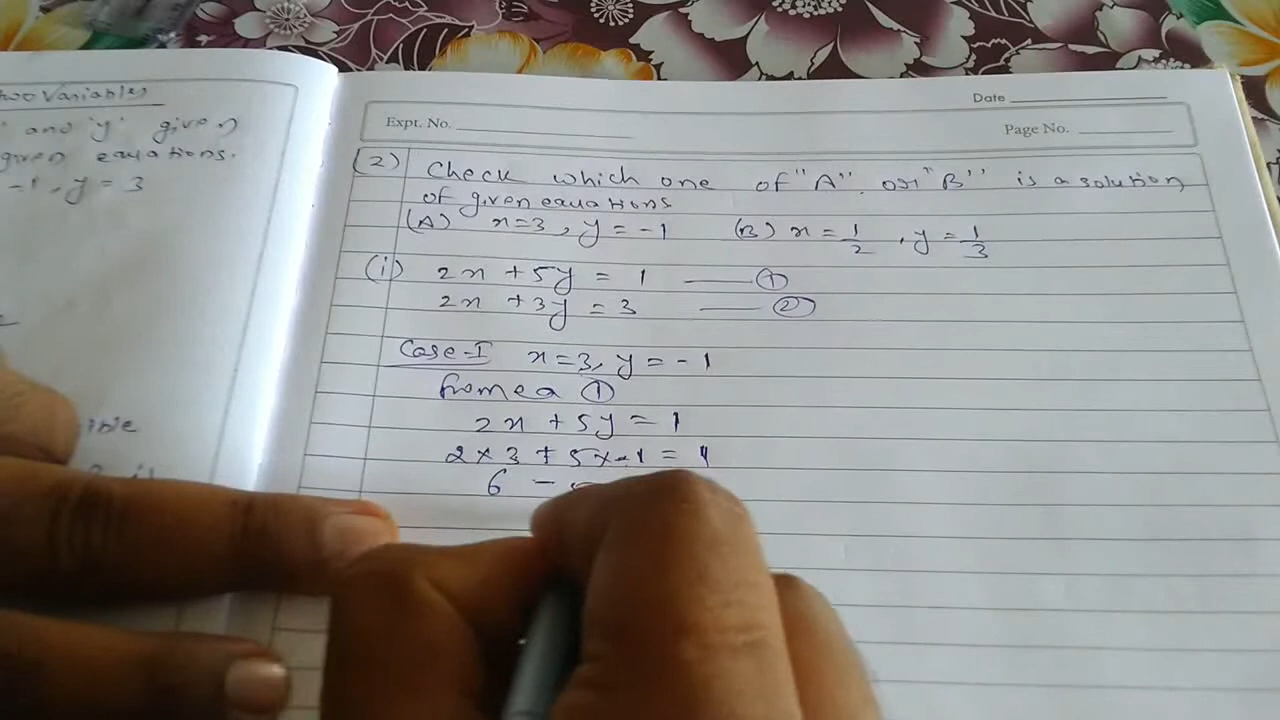 two Variables
and "y" given
given equations.
-1, y = 3
Date
Expt. No.
Page No.
(2) Check which one of "A" or "B" is a solution
of given equations
(A) x=3, y = -1 (B) x = 1/2, y = 1/3
(i) 2x + 5y = 1 —— ①
2x + 3y = 3 —— ②
Case-I x=3, y = -1
from eq ①
2x + 5y = 1
2 × 3 + 5×-1 = 1
6 -